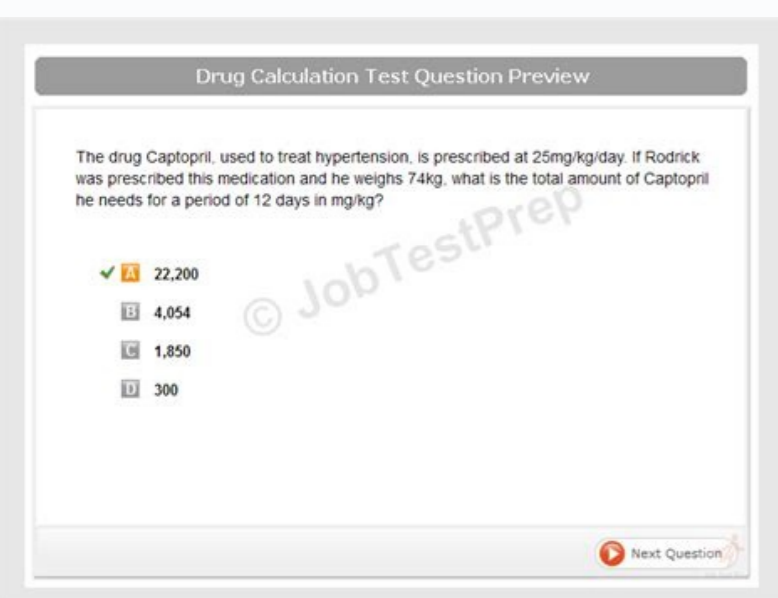 Drug Calculation Test Question Preview
The drug Captopril, used to treat hypertension, is prescribed at 25mg/kg/day. If Rodrick
was prescribed this medication and he weighs 74kg, what is the total amount of Captopril
he needs for a period of 12 days in mg/kg?
© JobTestPrep
A 22,200
B 4,054
C 1,850
D 300
Next Question